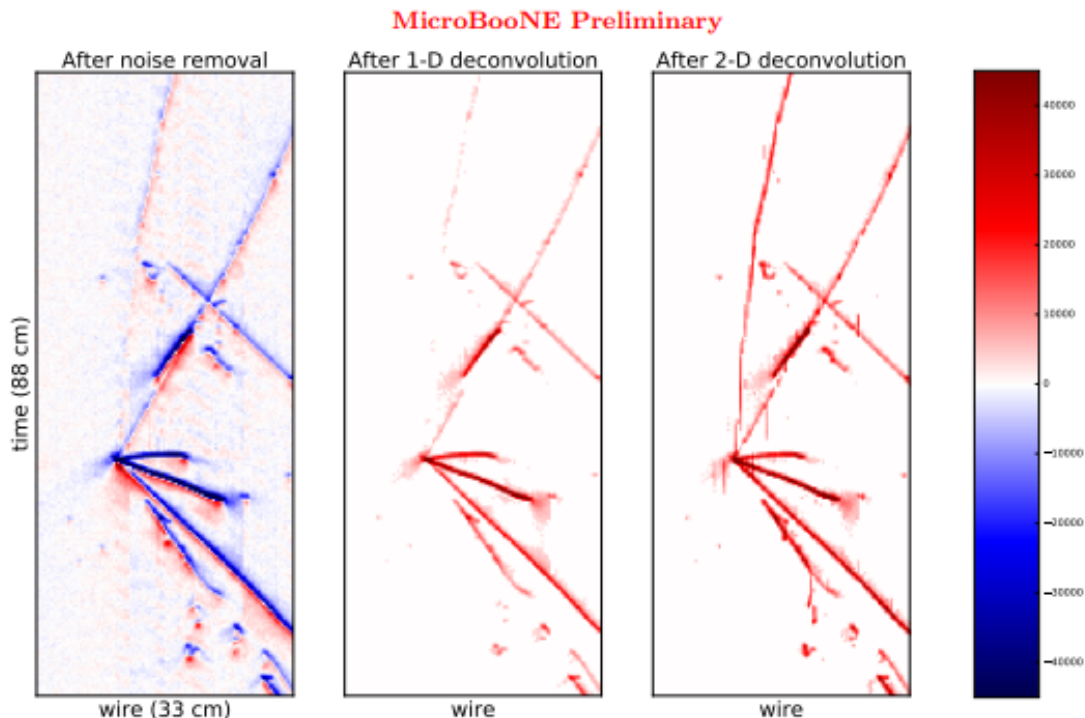 MicroBooNE Preliminary
After noise removal
After 1-D deconvolution
After 2-D deconvolution
40000
30000
20000
10000
0
−10000
−20000
−30000
−40000
time (88 cm)
wire (33 cm)
wire
wire